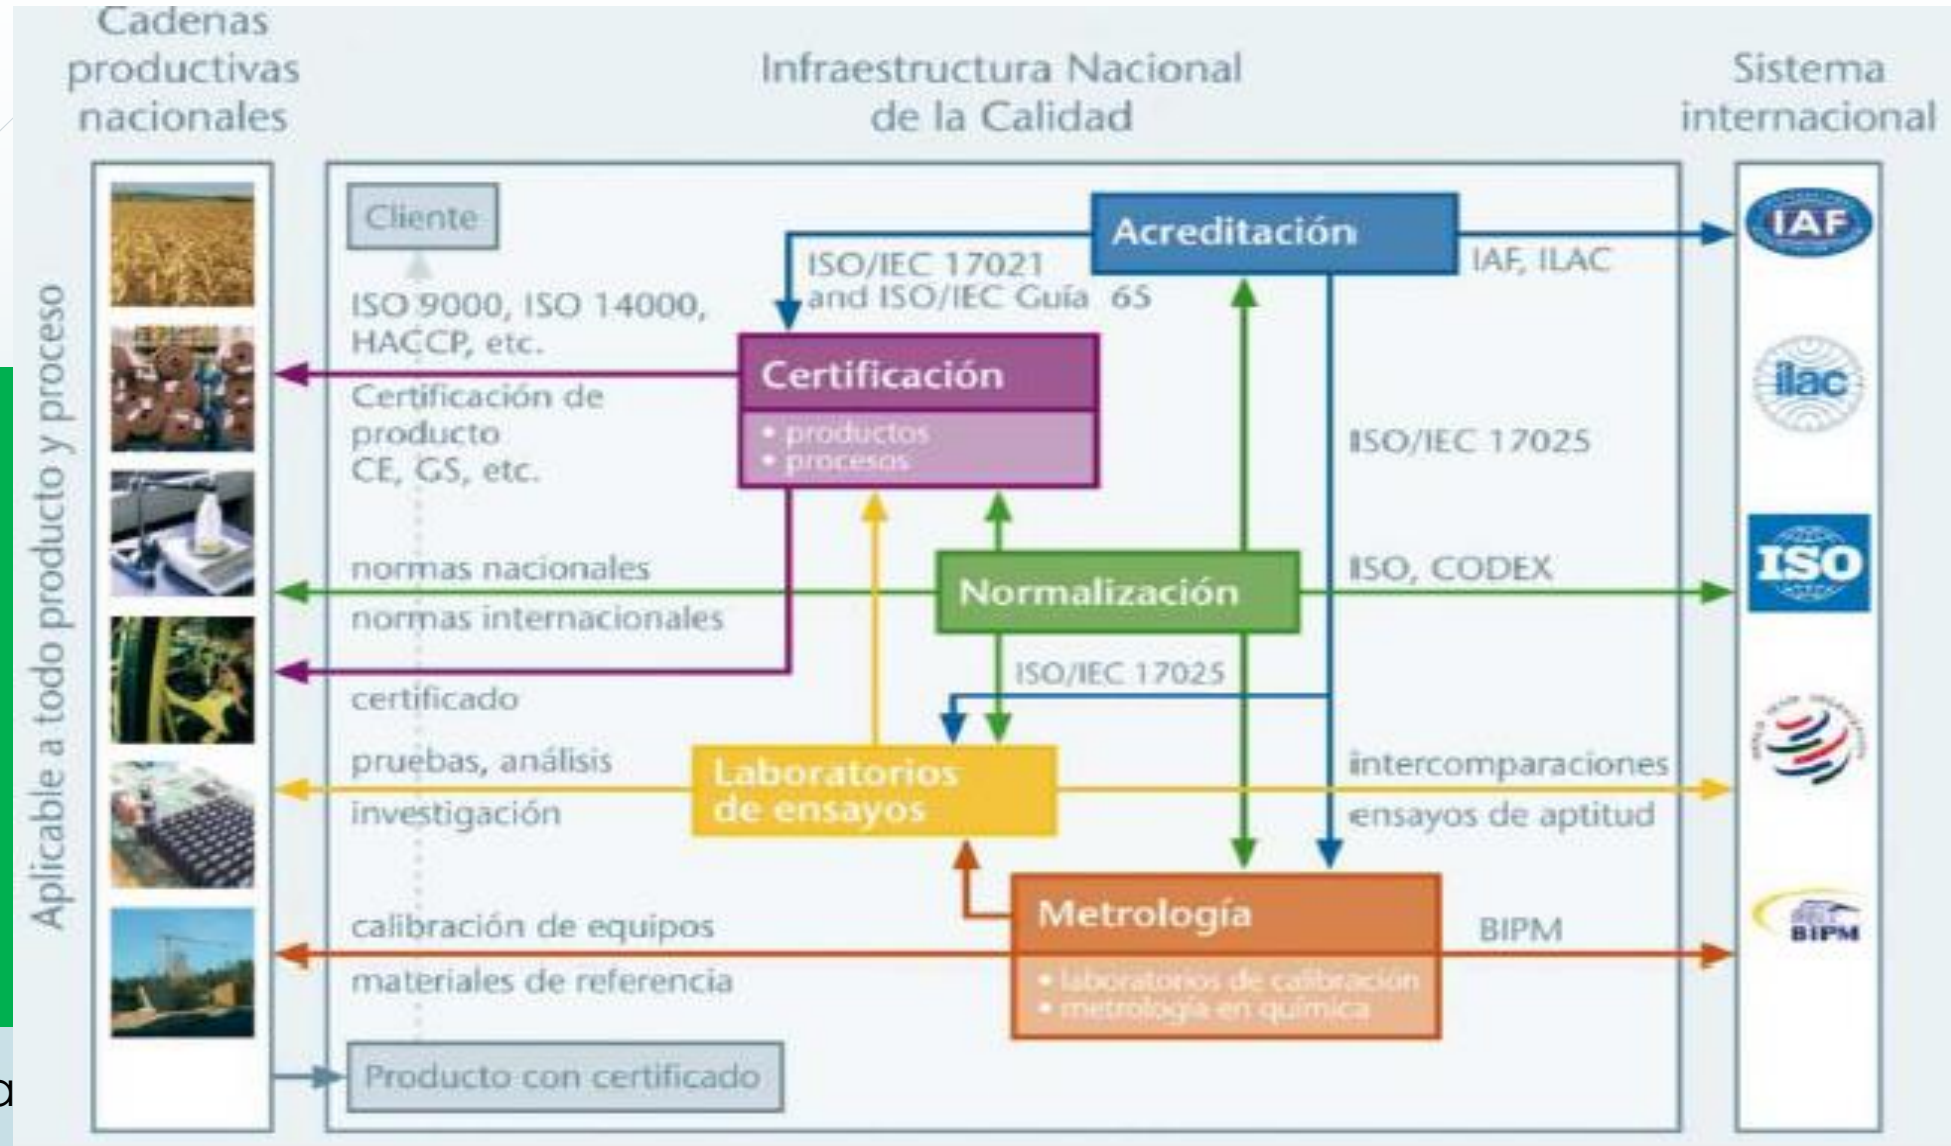 Cadenas
productivas
nacionales
Infraestructura Nacional
de la Calidad
Sistema
internacional
Aplicable a todo producto y proceso
Cliente
Acreditación
IAF
ISO/IEC 17021
and ISO/IEC Guía 65
IAF, ILAC
ISO 9000, ISO 14000,
HACCP, etc.
Certificación
• productos
• procesos
ilac
Certificación de
producto
CE, GS, etc.
ISO/IEC 17025
normas nacionales
normas internacionales
Normalización
ISO, CODEX
ISO
ISO/IEC 17025
certificado
pruebas, análisis
investigación
Laboratorios
de ensayos
intercomparaciones
ensayos de aptitud
WORLD TRADE ORGANIZATION
calibración de equipos
materiales de referencia
Metrología
• laboratorios de calibración
• metrología en química
BIPM
BIPM
Producto con certificado
a